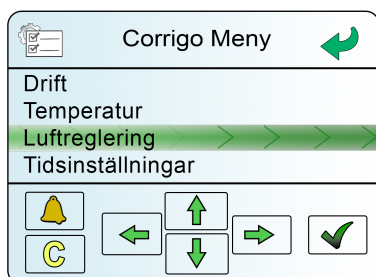 Corrigo Meny
Drift
Temperatur
Luftreglering
Tidsinställningar
C